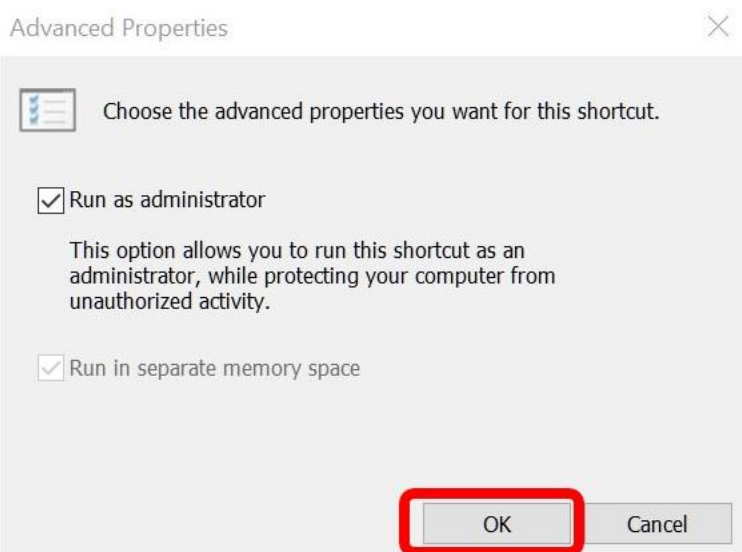 Advanced Properties
Choose the advanced properties you want for this shortcut.
Run as administrator
This option allows you to run this shortcut as an
administrator, while protecting your computer from
unauthorized activity.
Run in separate memory space
OK
Cancel